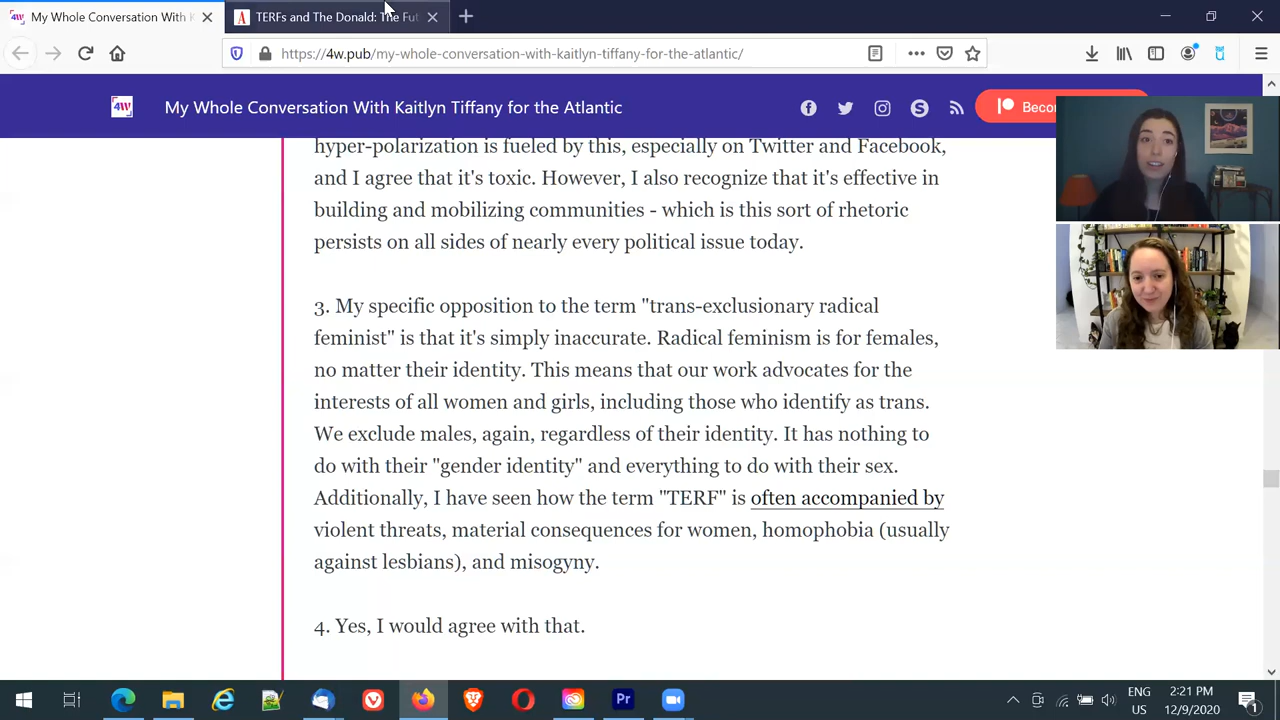 My Whole Conversation With K
TERFs and The Donald: The Fut
https://4w.pub/my-whole-conversation-with-kaitlyn-tiffany-for-the-atlantic/
4W
My Whole Conversation With Kaitlyn Tiffany for the Atlantic
Beco
hyper-polarization is fueled by this, especially on Twitter and Facebook,
and I agree that it's toxic. However, I also recognize that it's effective in
building and mobilizing communities - which is this sort of rhetoric
persists on all sides of nearly every political issue today.
3. My specific opposition to the term "trans-exclusionary radical
feminist" is that it's simply inaccurate. Radical feminism is for females,
no matter their identity. This means that our work advocates for the
interests of all women and girls, including those who identify as trans.
We exclude males, again, regardless of their identity. It has nothing to
do with their "gender identity" and everything to do with their sex.
Additionally, I have seen how the term "TERF" is often accompanied by
violent threats, material consequences for women, homophobia (usually
against lesbians), and misogyny.
4. Yes, I would agree with that.
Pr
ENG
US
2:21 PM
12/9/2020
1